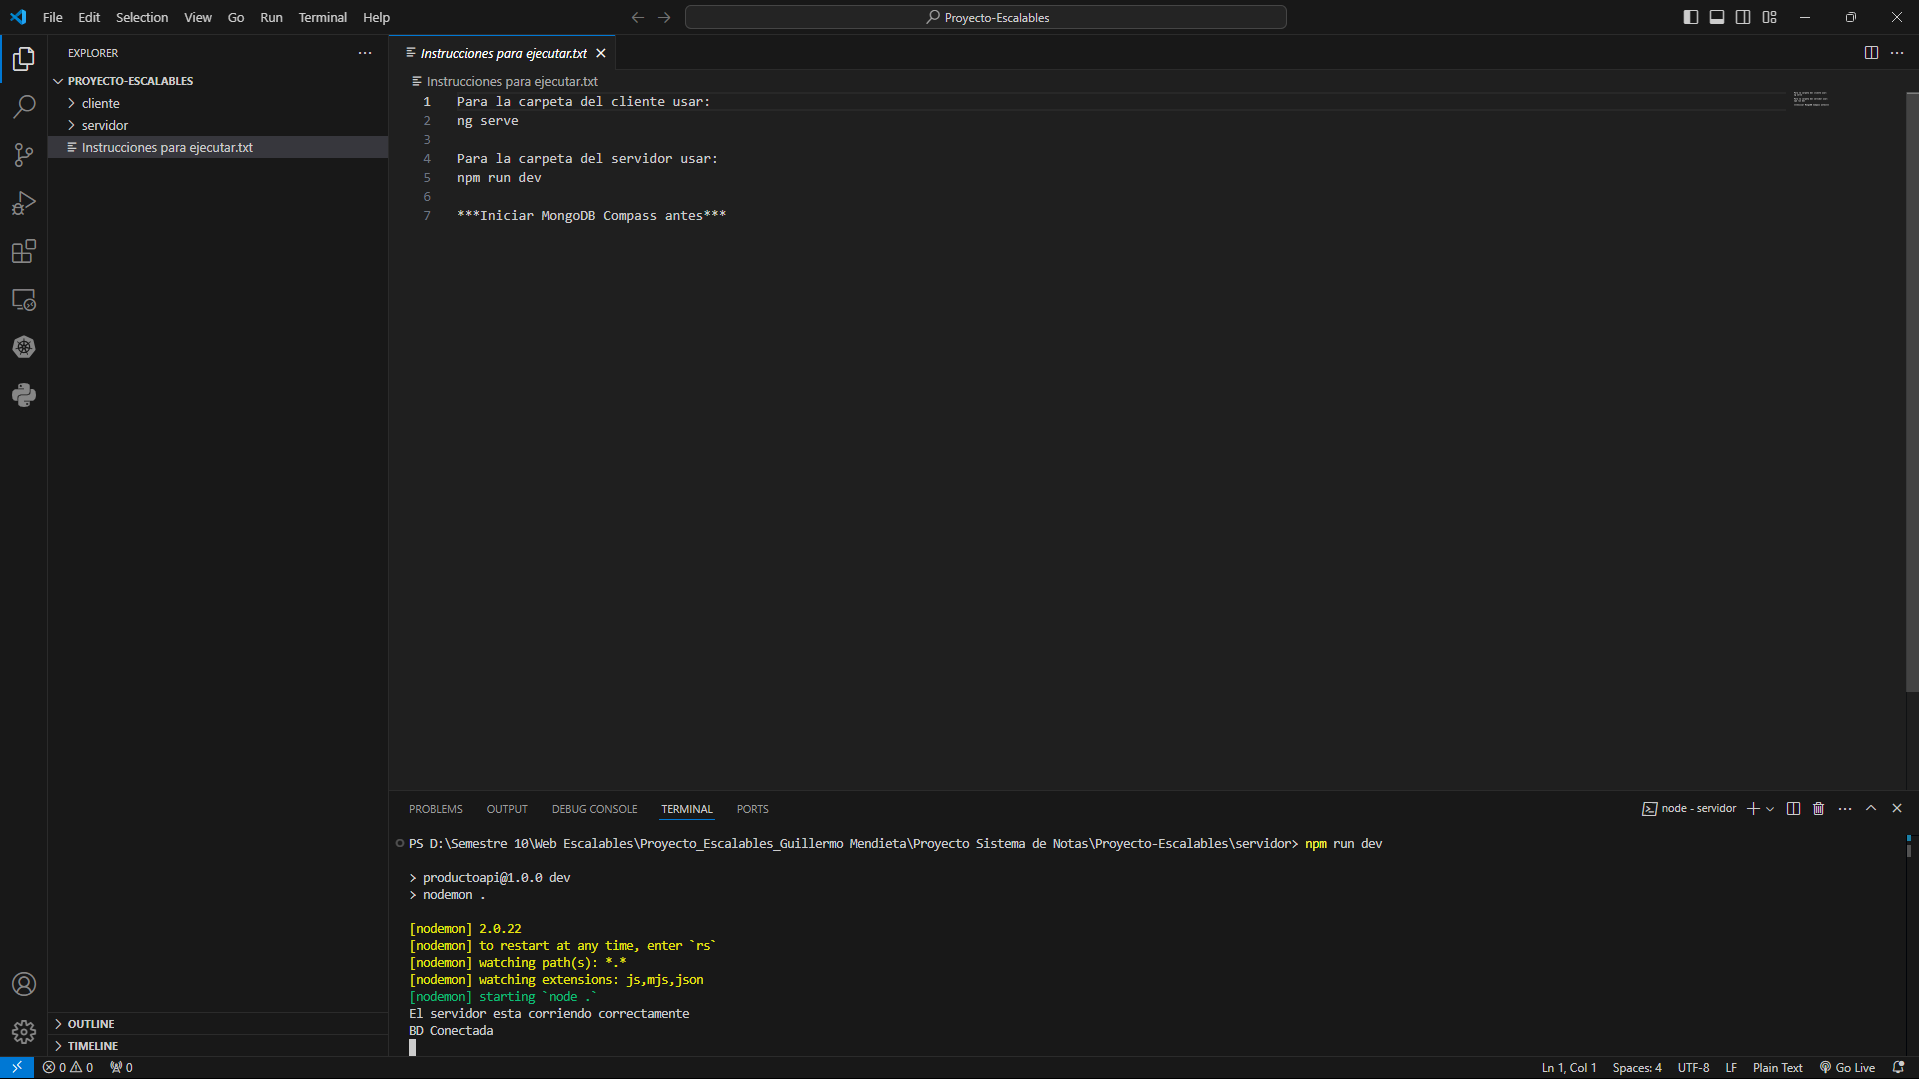 File Edit Selection View Go Run Terminal Help
Proyecto-Escalables
EXPLORER
PROYECTO-ESCALABLES
cliente
servidor
Instrucciones para ejecutar.txt
OUTLINE
TIMELINE
Instrucciones para ejecutar.txt
Instrucciones para ejecutar.txt
1 Para la carpeta del cliente usar:
2 ng serve
3
4 Para la carpeta del servidor usar:
5 npm run dev
6
7 ***Iniciar MongoDB Compass antes***
PROBLEMS OUTPUT DEBUG CONSOLE TERMINAL PORTS
node - servidor
PS D:\Semestre 10\Web Escalables\Proyecto_Escalables_Guillermo Mendieta\Proyecto Sistema de Notas\Proyecto-Escalables\servidor> npm run dev
> productoapi@1.0.0 dev
> nodemon .
[nodemon] 2.0.22
[nodemon] to restart at any time, enter `rs`
[nodemon] watching path(s): *.*
[nodemon] watching extensions: js,mjs,json
[nodemon] starting `node .`
El servidor esta corriendo correctamente
BD Conectada
0 0 0
Ln 1, Col 1 Spaces: 4 UTF-8 LF Plain Text Go Live